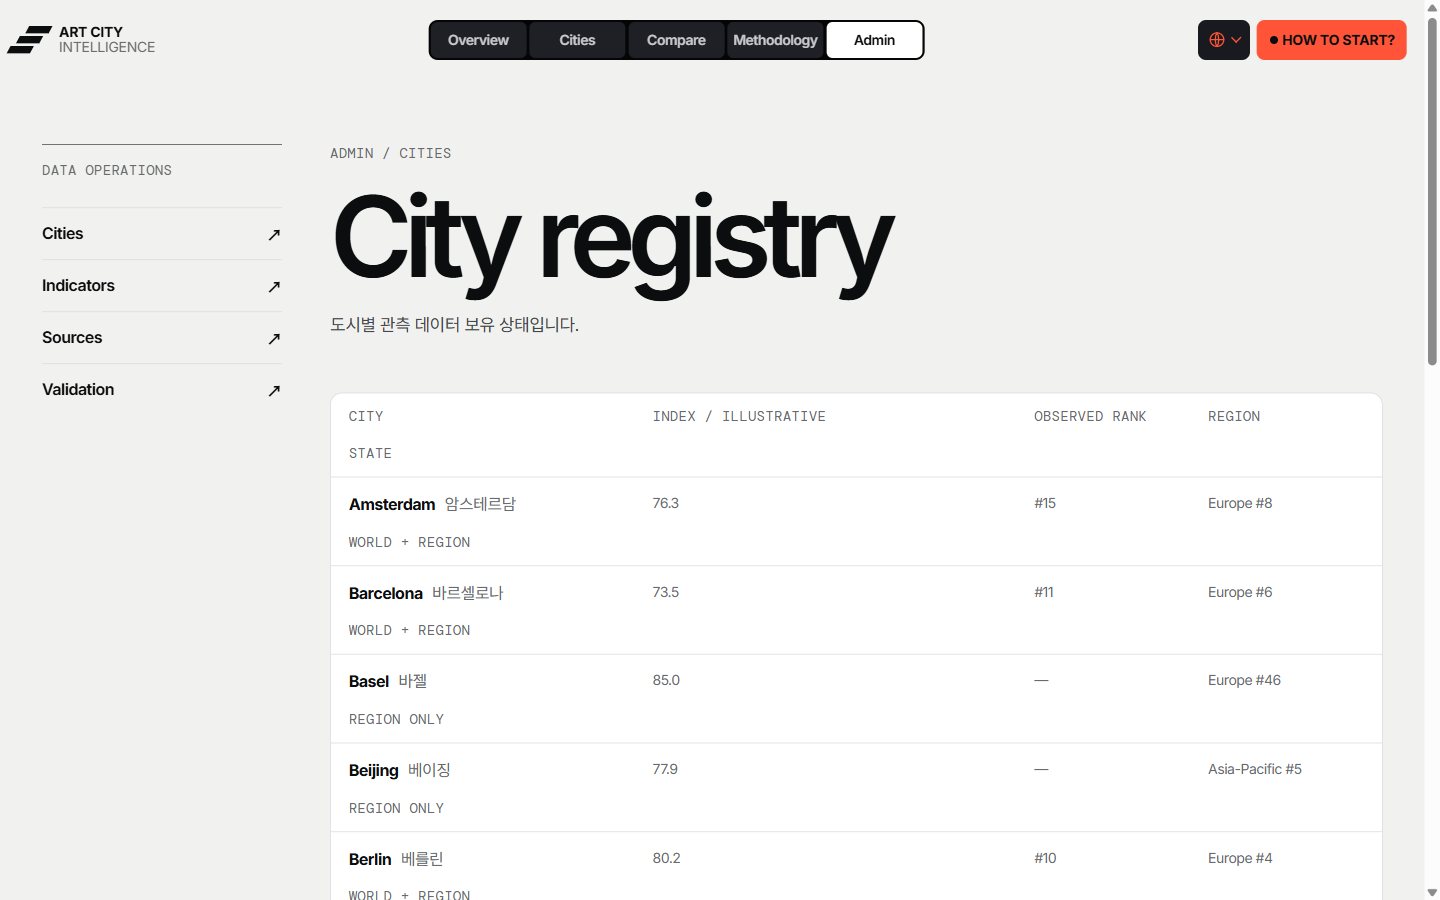 ART CITY
INTELLIGENCE
Overview
Cities
Compare
Methodology
Admin
HOW TO START?
DATA OPERATIONS
Cities ↗
Indicators ↗
Sources ↗
Validation ↗
ADMIN / CITIES
City registry
도시별 관측 데이터 보유 상태입니다.
CITY INDEX / ILLUSTRATIVE OBSERVED RANK REGION
STATE
Amsterdam 암스테르담 76.3 #15 Europe #8
WORLD + REGION
Barcelona 바르셀로나 73.5 #11 Europe #6
WORLD + REGION
Basel 바젤 85.0 — Europe #46
REGION ONLY
Beijing 베이징 77.9 — Asia-Pacific #5
REGION ONLY
Berlin 베를린 80.2 #10 Europe #4
WORLD + REGION